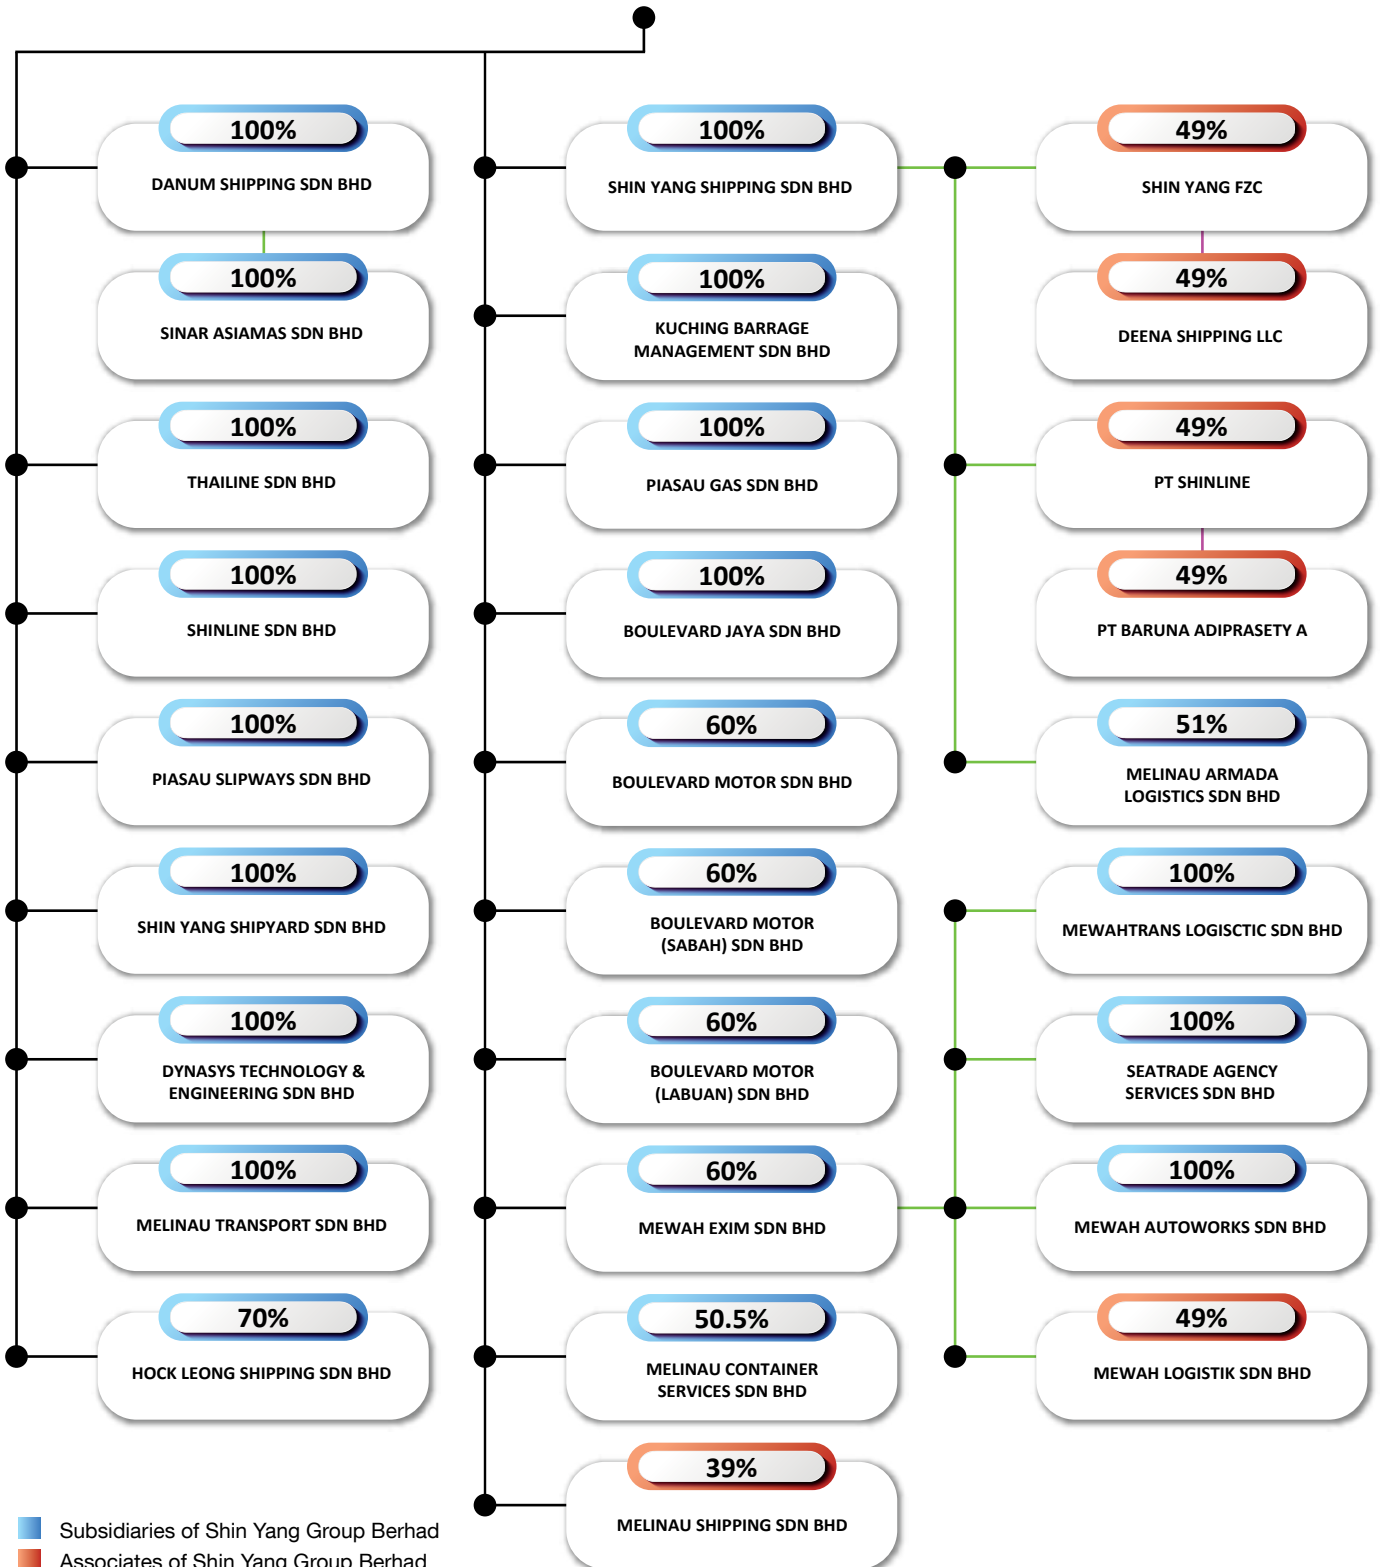 100%
DANUM SHIPPING SDN BHD
100%
SINAR ASIAMAS SDN BHD
100%
THAILINE SDN BHD
100%
SHINLINE SDN BHD
100%
PIASAU SLIPWAYS SDN BHD
100%
SHIN YANG SHIPYARD SDN BHD
100%
DYNASYS TECHNOLOGY &
ENGINEERING SDN BHD
100%
MELINAU TRANSPORT SDN BHD
70%
HOCK LEONG SHIPPING SDN BHD
100%
SHIN YANG SHIPPING SDN BHD
100%
KUCHING BARRAGE
MANAGEMENT SDN BHD
100%
PIASAU GAS SDN BHD
100%
BOULEVARD JAYA SDN BHD
60%
BOULEVARD MOTOR SDN BHD
60%
BOULEVARD MOTOR
(SABAH) SDN BHD
60%
BOULEVARD MOTOR
(LABUAN) SDN BHD
60%
MEWAH EXIM SDN BHD
50.5%
MELINAU CONTAINER
SERVICES SDN BHD
39%
MELINAU SHIPPING SDN BHD
49%
SHIN YANG FZC
49%
DEENA SHIPPING LLC
49%
PT SHINLINE
49%
PT BARUNA ADIPRASETY A
51%
MELINAU ARMADA
LOGISTICS SDN BHD
100%
MEWAHTRANS LOGISCTIC SDN BHD
100%
SEATRADE AGENCY
SERVICES SDN BHD
100%
MEWAH AUTOWORKS SDN BHD
49%
MEWAH LOGISTIK SDN BHD
Subsidiaries of Shin Yang Group Berhad
Associates of Shin Yang Group Berhad